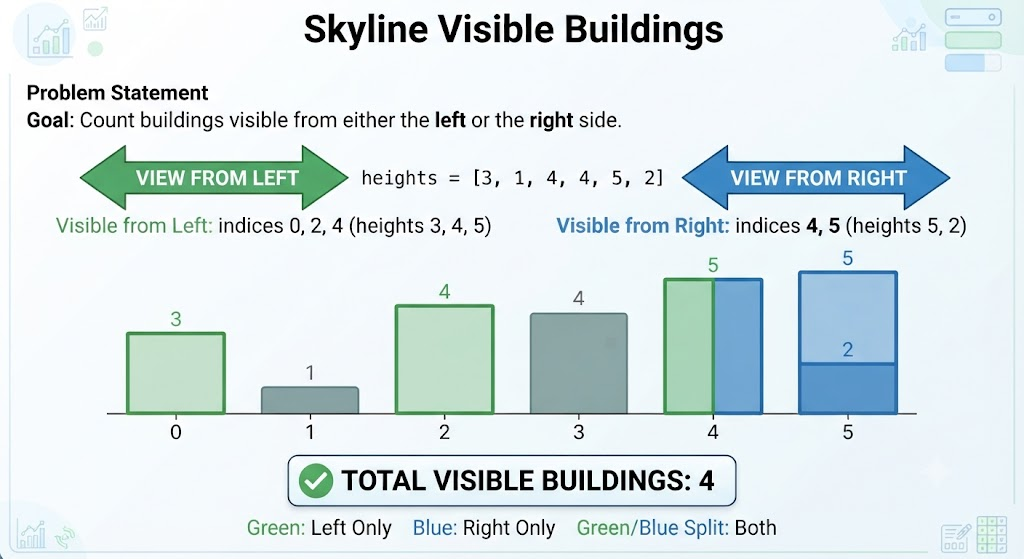 Skyline Visible Buildings
Problem Statement
Goal: Count buildings visible from either the left or the right side.
VIEW FROM LEFT
heights = [3, 1, 4, 4, 5, 2]
VIEW FROM RIGHT
Visible from Left: indices 0, 2, 4 (heights 3, 4, 5)
Visible from Right: indices 4, 5 (heights 5, 2)
3
1
4
4
5
5
2
0 1 2 3 4 5
TOTAL VISIBLE BUILDINGS: 4
Green: Left Only Blue: Right Only Green/Blue Split: Both